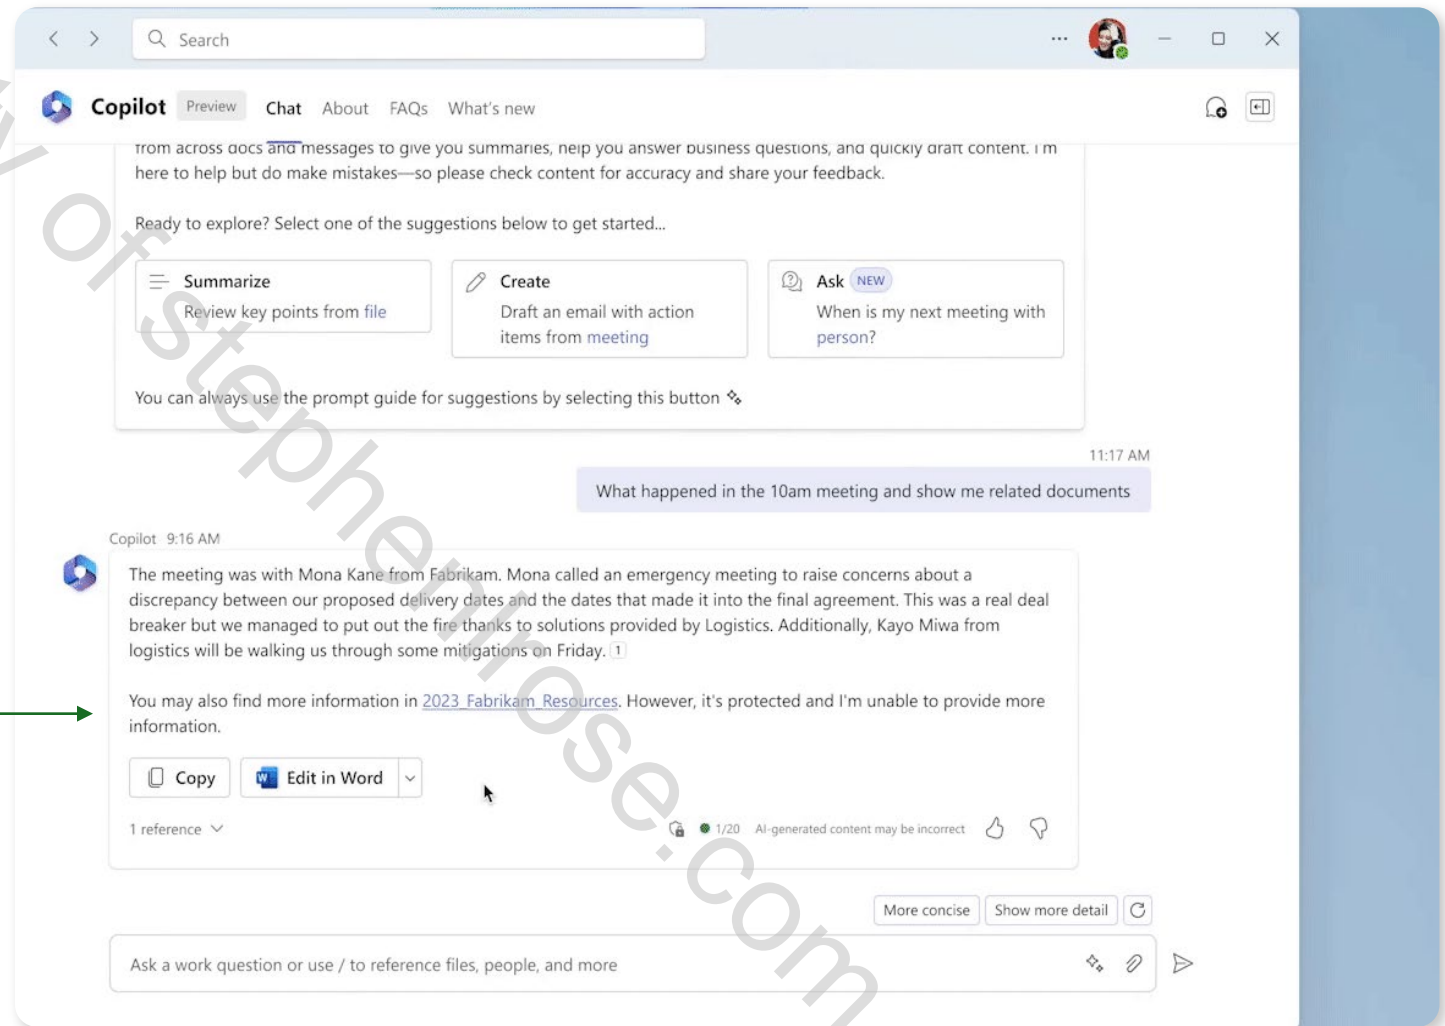 Search
Copilot Preview Chat About FAQs What's new
from across docs and messages to give you summaries, help you answer business questions, and quickly draft content. I'm
here to help but do make mistakes—so please check content for accuracy and share your feedback.
Ready to explore? Select one of the suggestions below to get started...
Summarize
Review key points from file
Create
Draft an email with action
items from meeting
Ask NEW
When is my next meeting with
person?
You can always use the prompt guide for suggestions by selecting this button
11:17 AM
What happened in the 10am meeting and show me related documents
Copilot 9:16 AM
The meeting was with Mona Kane from Fabrikam. Mona called an emergency meeting to raise concerns about a
discrepancy between our proposed delivery dates and the dates that made it into the final agreement. This was a real deal
breaker but we managed to put out the fire thanks to solutions provided by Logistics. Additionally, Kayo Miwa from
logistics will be walking us through some mitigations on Friday. 1
You may also find more information in 2023_Fabrikam_Resources. However, it's protected and I'm unable to provide more
information.
Copy
Edit in Word
1 reference
1/20 AI-generated content may be incorrect
More concise
Show more detail
Ask a work question or use / to reference files, people, and more
of stephenlrose.com